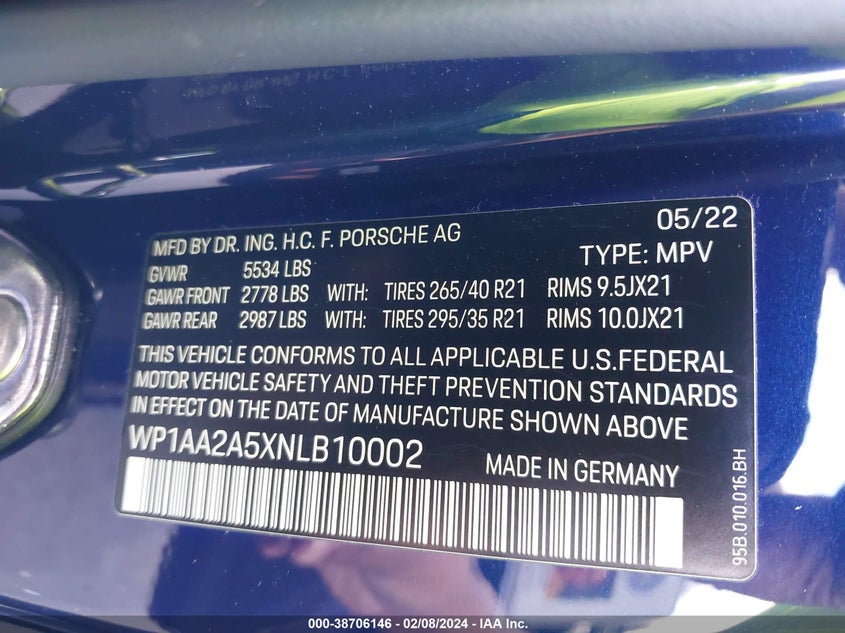 05/22
MFD BY DR. ING. H.C. F. PORSCHE AG
TYPE: MPV
GVWR 5534 LBS
GAWR FRONT 2778 LBS WITH: TIRES 265/40 R21 RIMS 9.5JX21
GAWR REAR 2987 LBS WITH: TIRES 295/35 R21 RIMS 10.0JX21
THIS VEHICLE CONFORMS TO ALL APPLICABLE U.S.FEDERAL
MOTOR VEHICLE SAFETY AND THEFT PREVENTION STANDARDS
IN EFFECT ON THE DATE OF MANUFACTURE SHOWN ABOVE
WP1AA2A5XNLB10002
MADE IN GERMANY
95B.010.016.BH
000-38706146 - 02/08/2024 - IAA Inc.